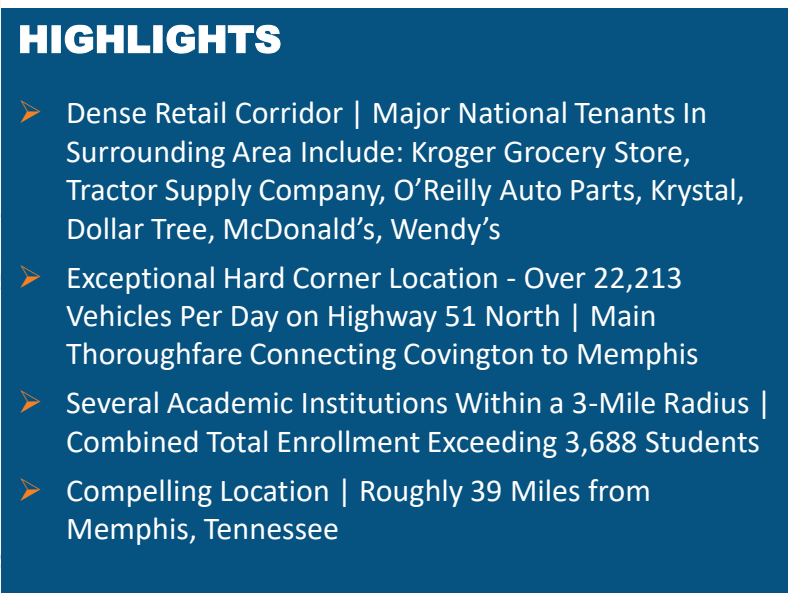 HIGHLIGHTS
➢ Dense Retail Corridor | Major National Tenants In
Surrounding Area Include: Kroger Grocery Store,
Tractor Supply Company, O’Reilly Auto Parts, Krystal,
Dollar Tree, McDonald’s, Wendy’s
➢ Exceptional Hard Corner Location - Over 22,213
Vehicles Per Day on Highway 51 North | Main
Thoroughfare Connecting Covington to Memphis
➢ Several Academic Institutions Within a 3-Mile Radius |
Combined Total Enrollment Exceeding 3,688 Students
➢ Compelling Location | Roughly 39 Miles from
Memphis, Tennessee